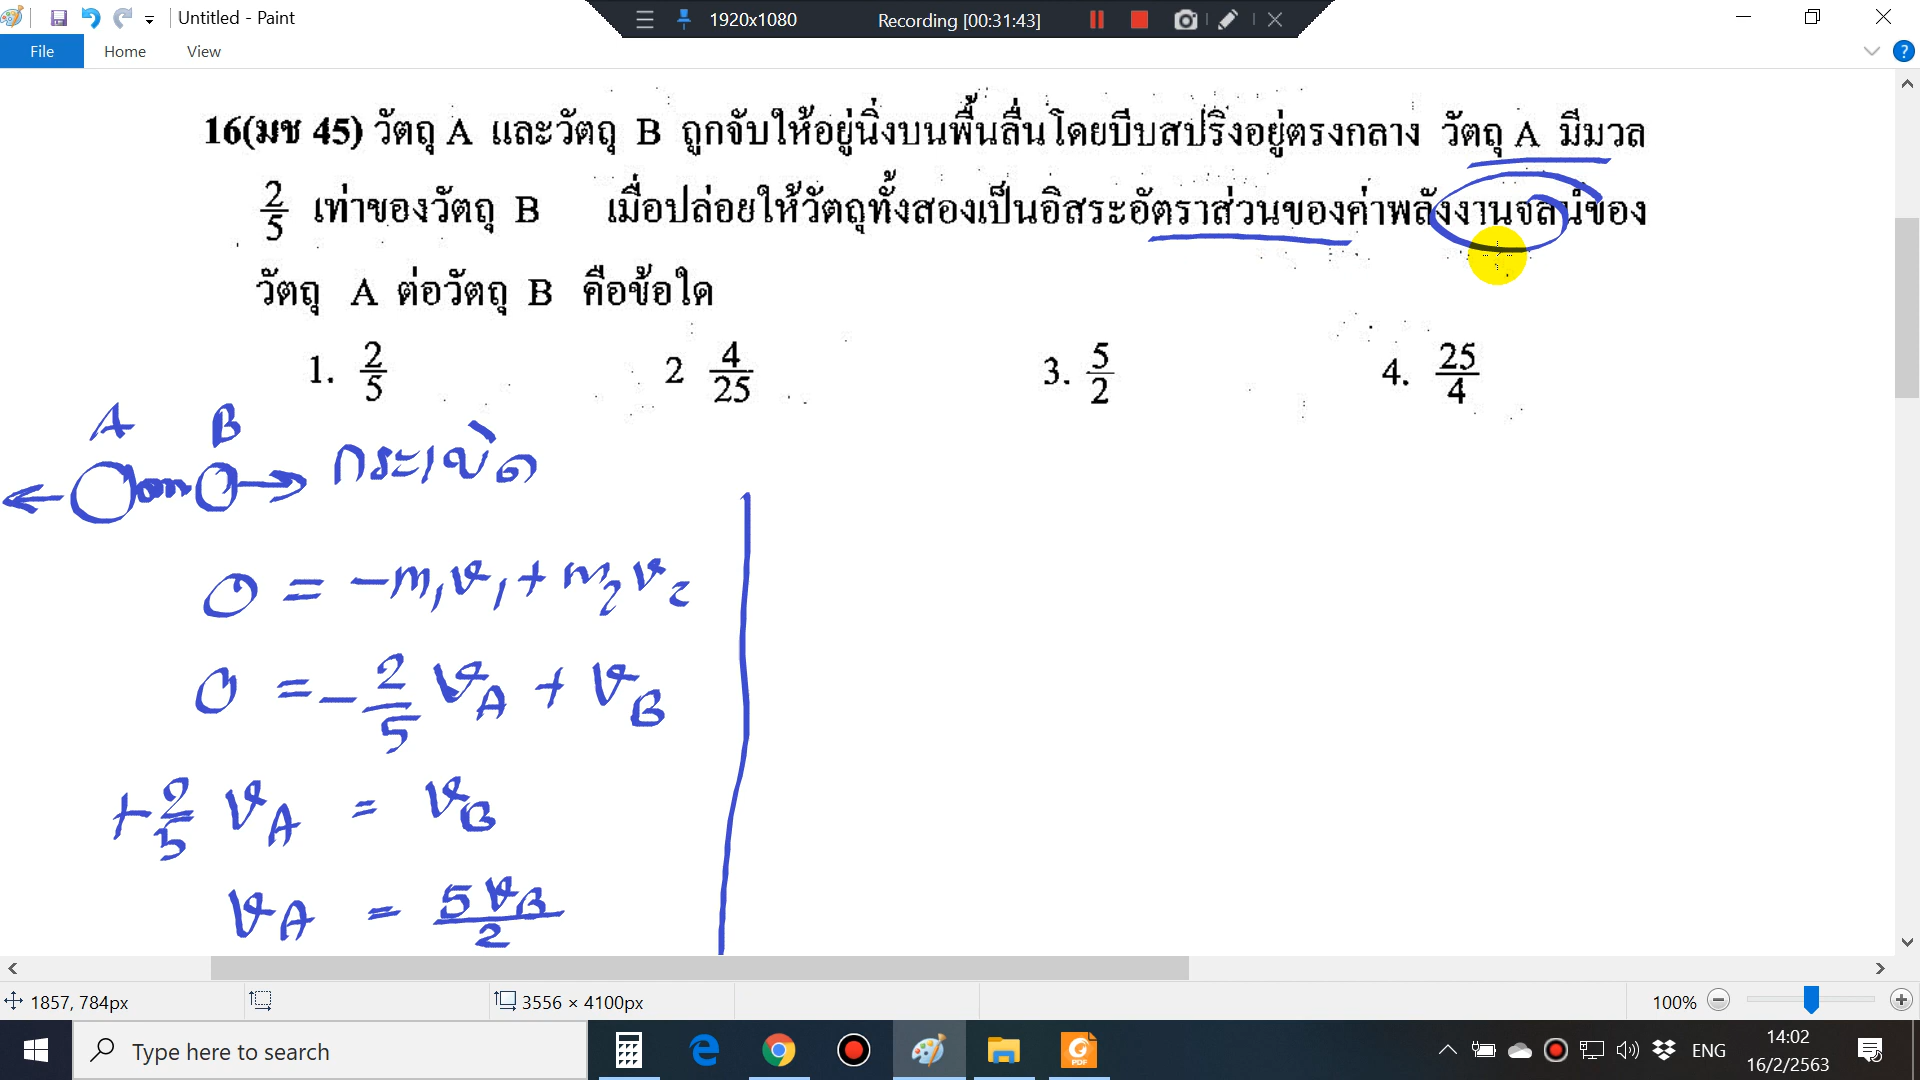 Untitled - Paint
1920x1080
Recording [00:31:43]
File Home View
16(มช 45) วัตถุ A และวัตถุ B ถูกจับให้อยู่นิ่งบนพื้นลื่นโดยบีบสปริงอยู่ตรงกลาง วัตถุ A มีมวล
2/5 เท่าของวัตถุ B เมื่อปล่อยให้วัตถุทั้งสองเป็นอิสระอัตราส่วนของค่าพลังงานจลน์ของ
วัตถุ A ต่อวัตถุ B คือข้อใด
1. 2/5 2 4/25 3. 5/2 4. 25/4
A B
กระเบิด
0 = -m₁v₁ + m₂v₂
0 = -2/5 v_A + v_B
+2/5 v_A = v_B
v_A = 5v_B/2
1857, 784px
3556 × 4100px
100%
Type here to search
ENG
14:02
16/2/2563